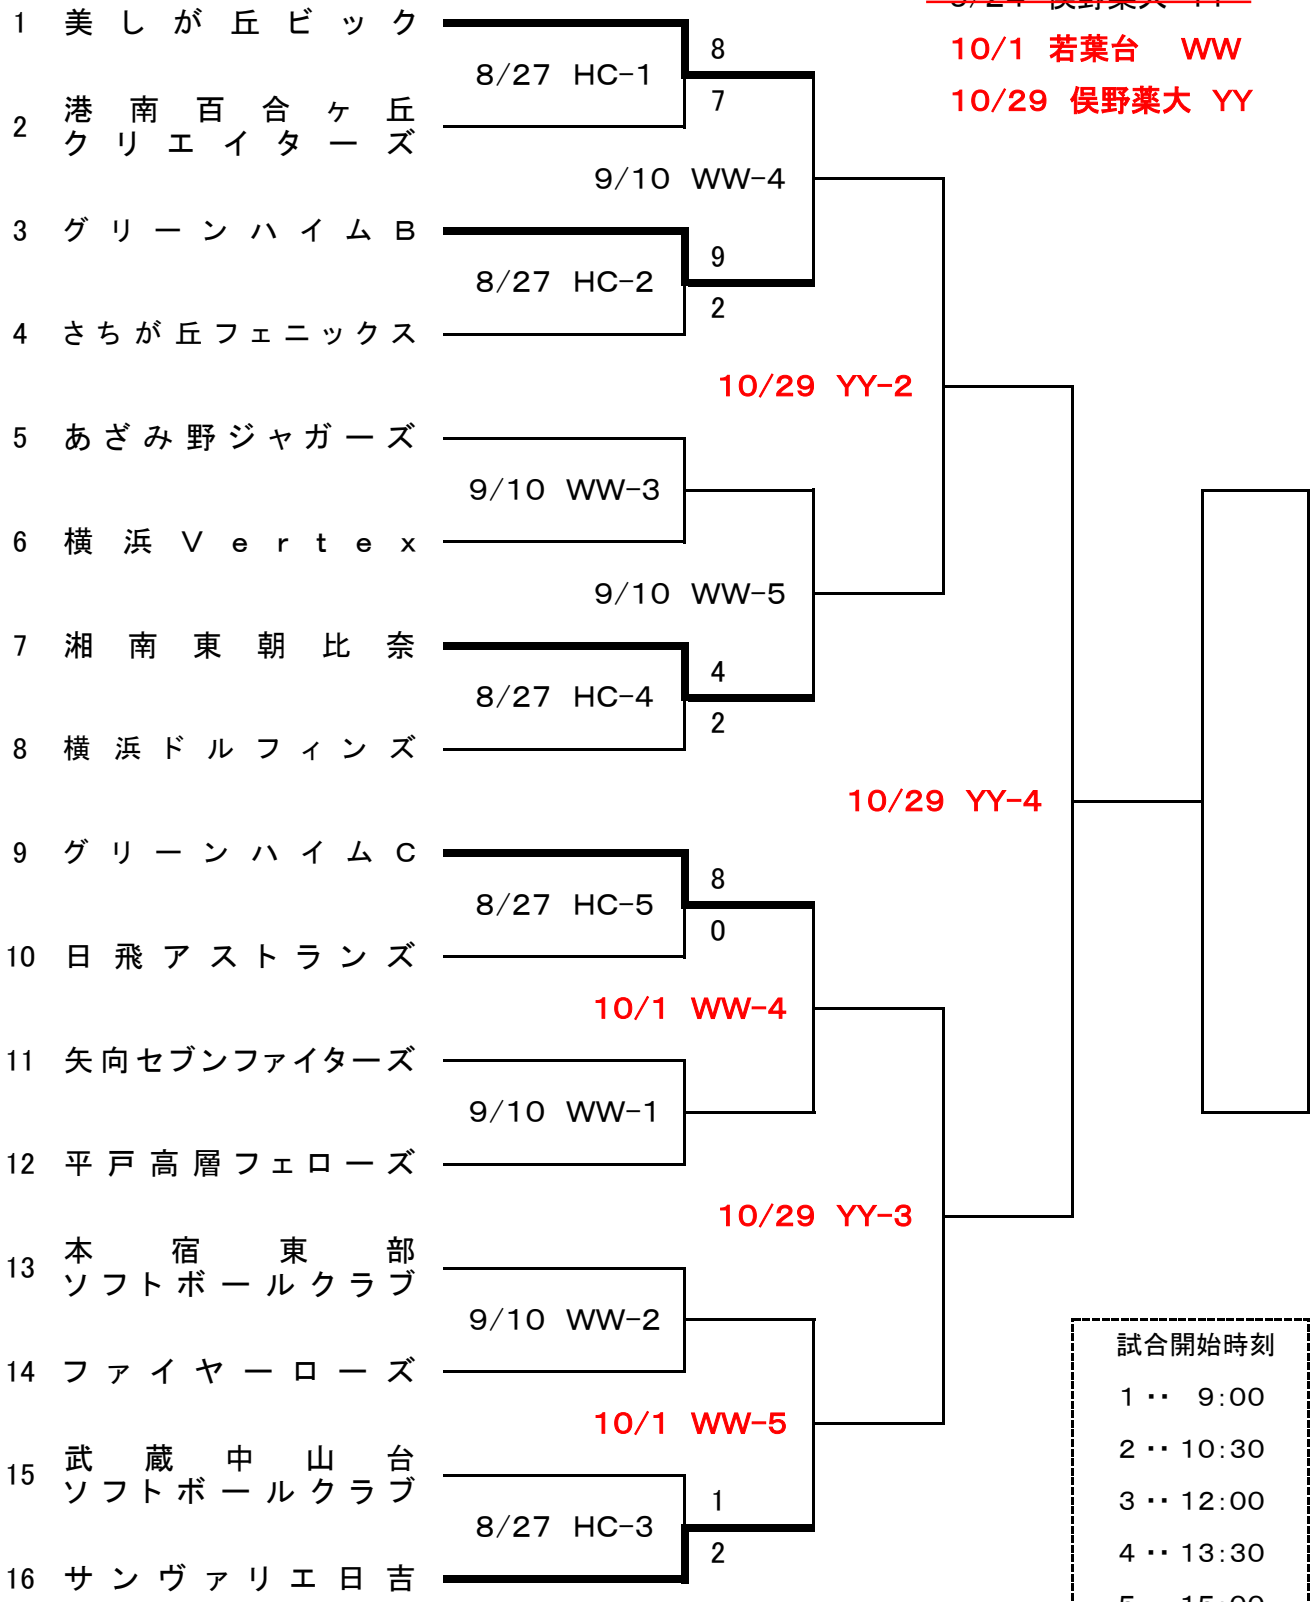 10/1 若葉台 WW
10/29 俣野薬大 YY
1 美しが丘ビック
8/27 HC-1
8
7
2 港南百合ヶ丘
クリエイターズ
9/10 WW-4
3 グリーンハイムB
8/27 HC-2
9
2
4 さちが丘フェニックス
10/29 YY-2
5 あざみ野ジャガーズ
9/10 WW-3
6 横浜Vertex
9/10 WW-5
7 湘南東朝比奈
8/27 HC-4
4
2
8 横浜ドルフィンズ
10/29 YY-4
9 グリーンハイムC
8/27 HC-5
8
0
10 日飛アストランズ
10/1 WW-4
11 矢向セブンファイターズ
9/10 WW-1
12 平戸高層フェローズ
10/29 YY-3
13 本宿東部
ソフトボールクラブ
9/10 WW-2
14 ファイヤーローズ
10/1 WW-5
15 武蔵中山台
ソフトボールクラブ
8/27 HC-3
1
2
16 サンヴァリエ日吉
試合開始時刻
1‥ 9:00
2‥10:30
3‥12:00
4‥13:30